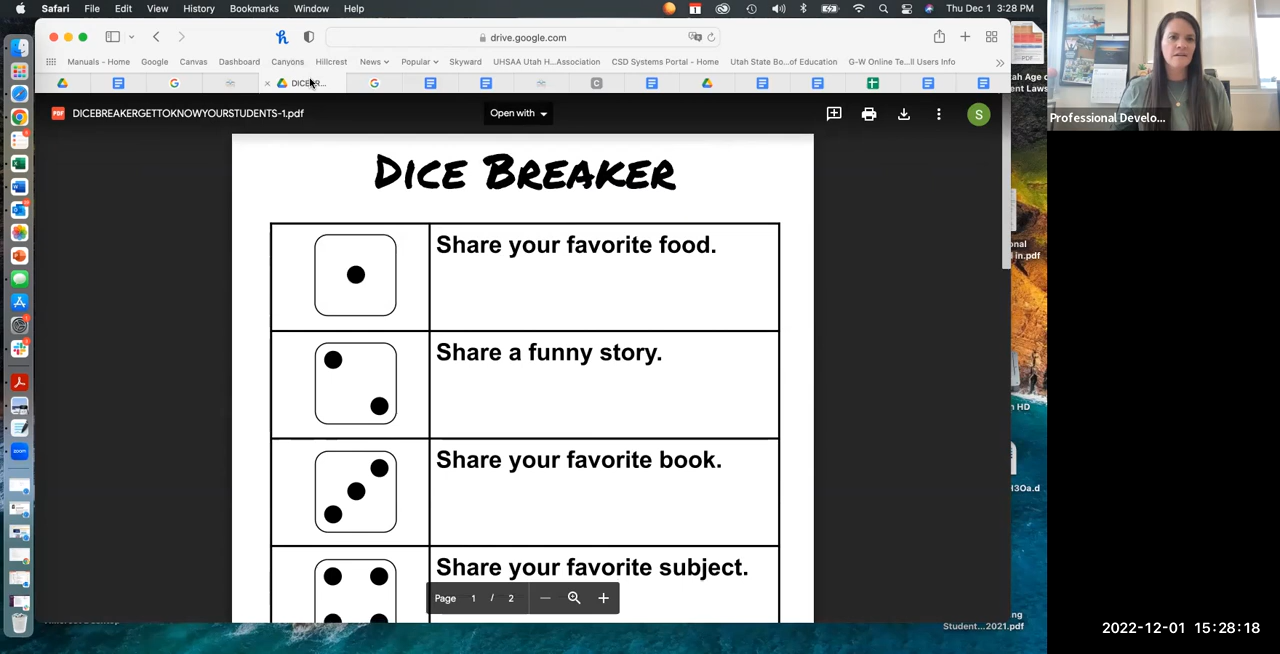 Safari File Edit View History Bookmarks Window Help
Thu Dec 1 3:28 PM
drive.google.com
Manuals - Home Google Canvas Dashboard Canyons Hillcrest News Popular Skyward UHSAA Utah H...Association CSD Systems Portal - Home Utah State Bo...of Education G-W Online Te...ll Users Info
DICEBR...
DICEBREAKERGETTOKNOWYOURSTUDENTS-1.pdf
Open with
S
DICE BREAKER
Share your favorite food.
Share a funny story.
Share your favorite book.
Share your favorite subject.
Page 1 / 2
Professional Develo...
2022-12-01 15:28:18
Student...2021.pdf